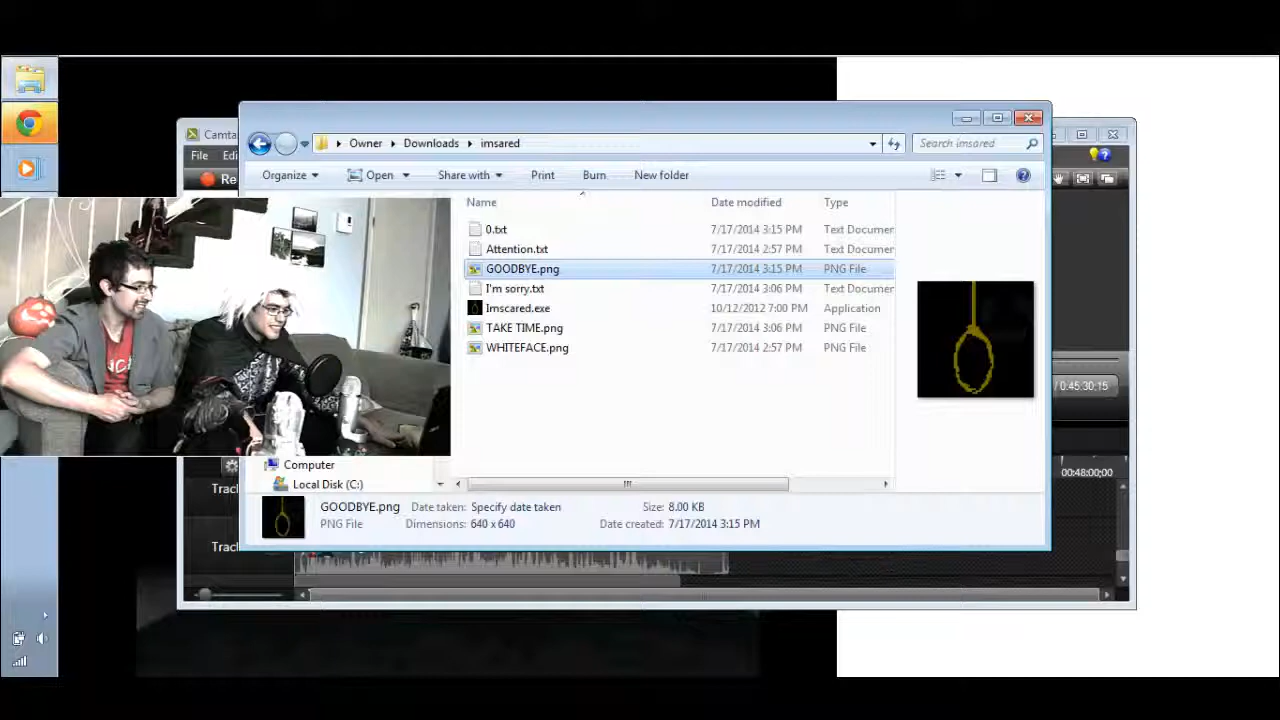 Camta
File Edi
Re
Owner Downloads imsared
Search imsared
Organize Open Share with Print Burn New folder
Name Date modified Type
0.txt 7/17/2014 3:15 PM Text Documen
Attention.txt 7/17/2014 2:57 PM Text Documen
GOODBYE.png 7/17/2014 3:15 PM PNG File
I'm sorry.txt 7/17/2014 3:06 PM Text Documen
Imscared.exe 10/12/2012 7:00 PM Application
TAKE TIME.png 7/17/2014 3:06 PM PNG File
WHITEFACE.png 7/17/2014 2:57 PM PNG File
/ 0:45:30;15
Computer
Local Disk (C:)
00:48:00;00
Track
GOODBYE.png Date taken: Specify date taken Size: 8.00 KB
PNG File Dimensions: 640 x 640 Date created: 7/17/2014 3:15 PM
Track